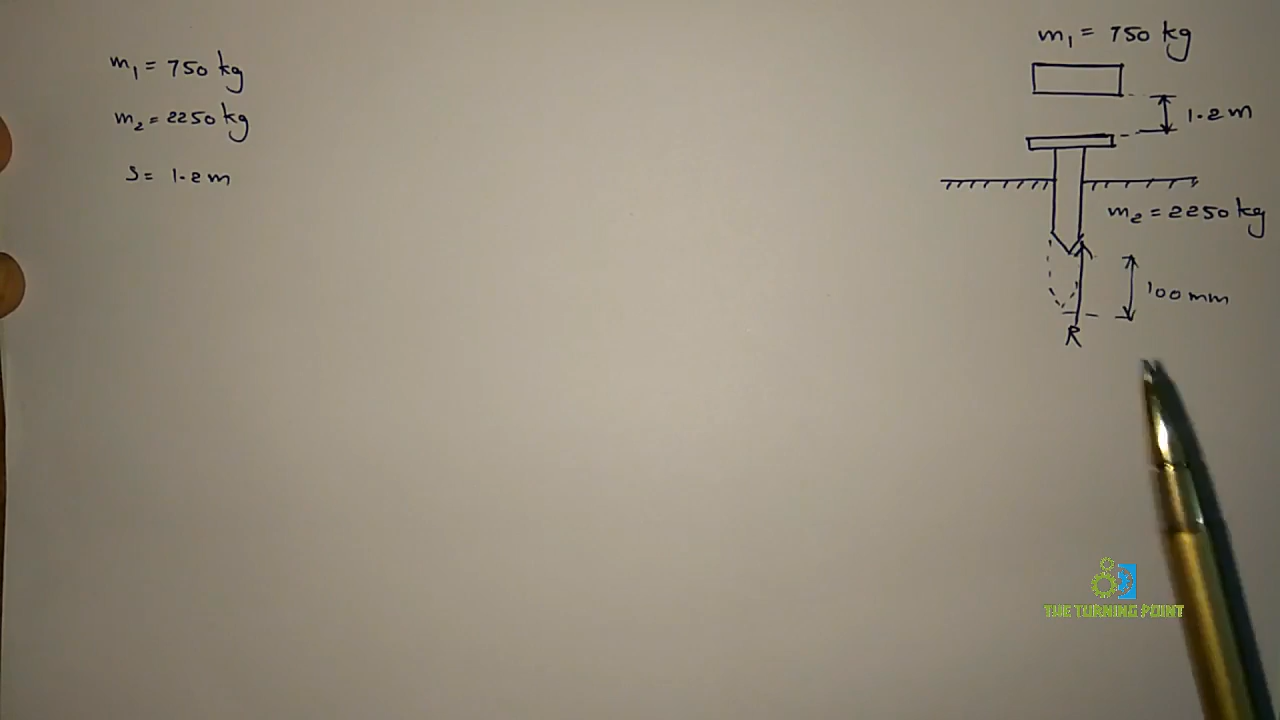 m₁ = 750 kg
m₂ = 2250 kg
S = 1.2 m
m₁ = 750 kg
1.2 m
m₂ = 2250 kg
100 mm
R
THE TURNING POINT